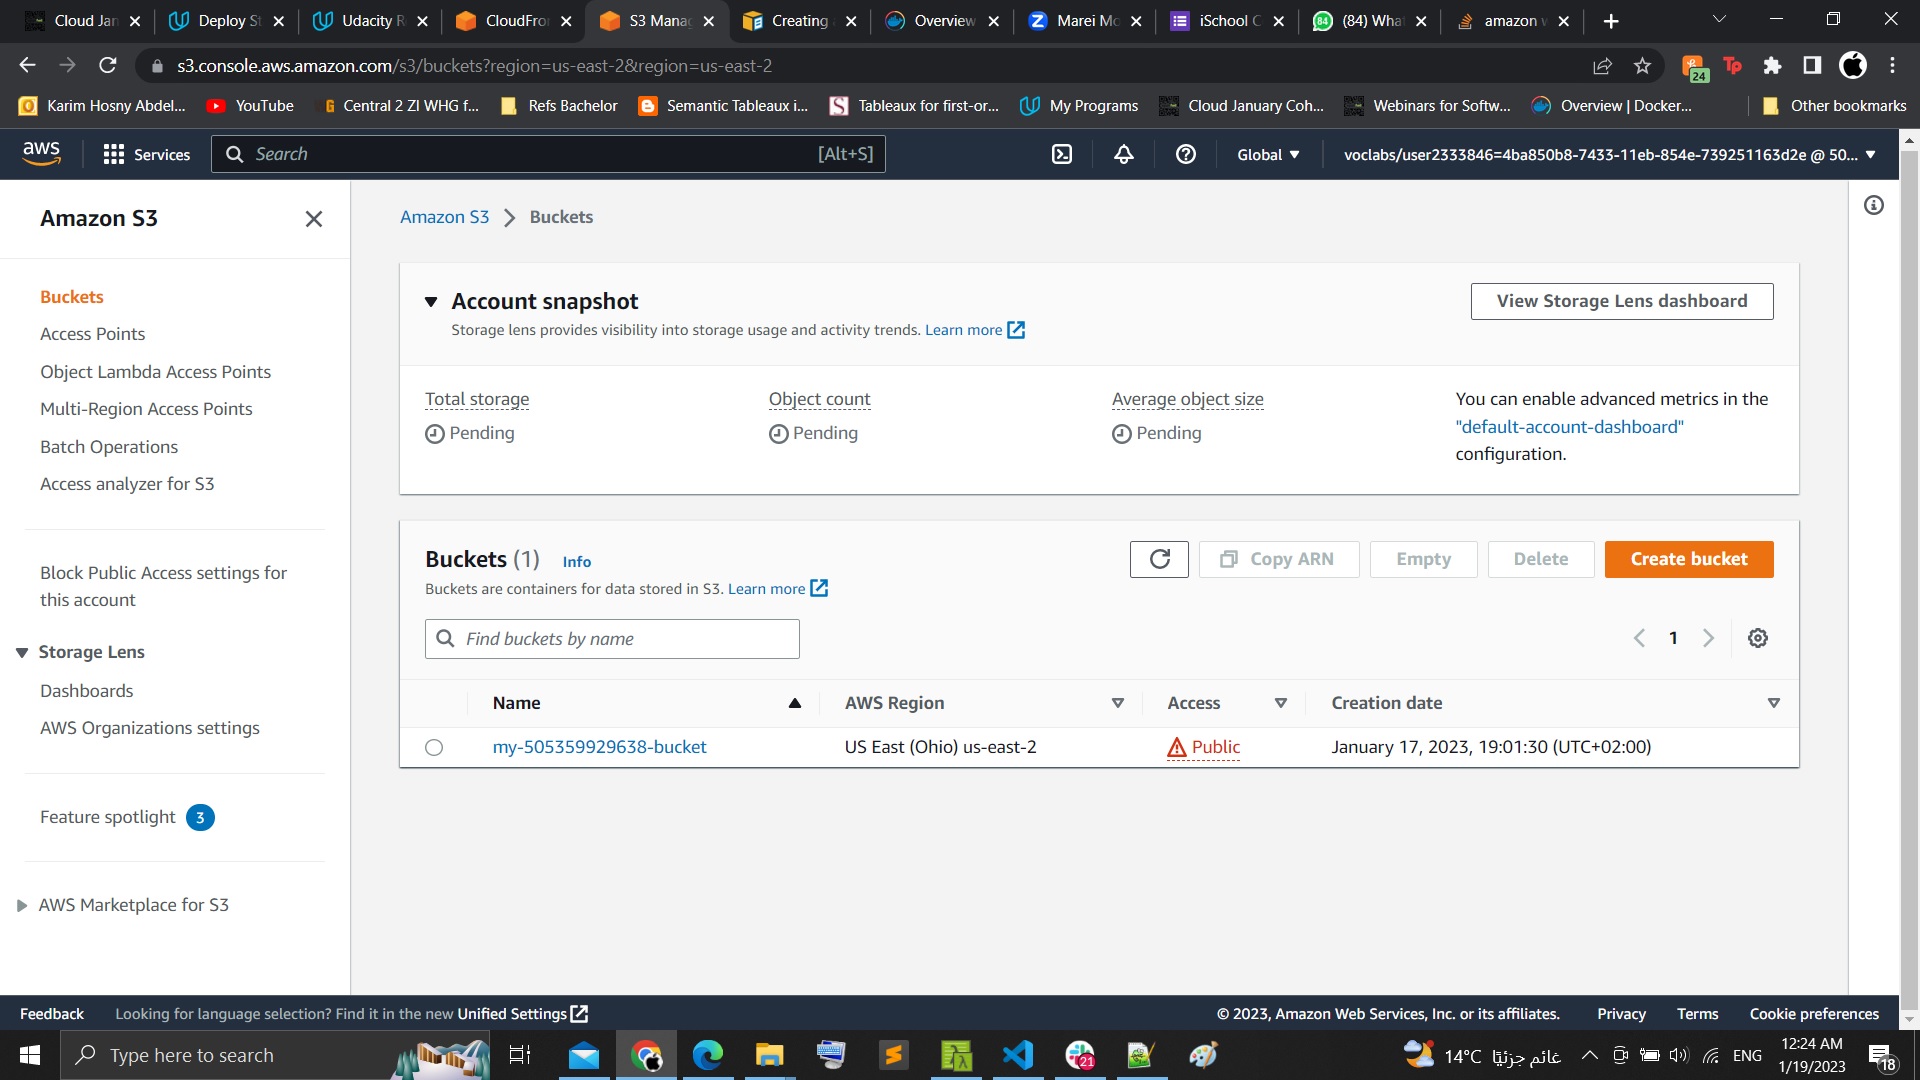 Cloud Jan
Deploy St
Udacity R
CloudFro
S3 Manag
Creating
Overview
Marei Mo
iSchool C
(84) Wha
amazon w
s3.console.aws.amazon.com/s3/buckets?region=us-east-2&region=us-east-2
24
Karim Hosny Abdel...
YouTube
Central 2 ZI WHG f...
Refs Bachelor
Semantic Tableaux i...
Tableaux for first-or...
My Programs
Cloud January Coh...
Webinars for Softw...
Overview | Docker...
Other bookmarks
aws
Services
Search
[Alt+S]
Global
voclabs/user2333846=4ba850b8-7433-11eb-854e-739251163d2e @ 50...
Amazon S3
Buckets
Access Points
Object Lambda Access Points
Multi-Region Access Points
Batch Operations
Access analyzer for S3
Block Public Access settings for
this account
Storage Lens
Dashboards
AWS Organizations settings
Feature spotlight 3
AWS Marketplace for S3
Amazon S3 > Buckets
Account snapshot
Storage lens provides visibility into storage usage and activity trends. Learn more
View Storage Lens dashboard
Total storage
Pending
Object count
Pending
Average object size
Pending
You can enable advanced metrics in the
"default-account-dashboard"
configuration.
Buckets (1) Info
Buckets are containers for data stored in S3. Learn more
Copy ARN
Empty
Delete
Create bucket
Find buckets by name
1
Name
AWS Region
Access
Creation date
my-505359929638-bucket
US East (Ohio) us-east-2
Public
January 17, 2023, 19:01:30 (UTC+02:00)
Feedback
Looking for language selection? Find it in the new Unified Settings
© 2023, Amazon Web Services, Inc. or its affiliates.
Privacy
Terms
Cookie preferences
Type here to search
21
14°C غائم جزئيًا
ENG
12:24 AM
1/19/2023
18